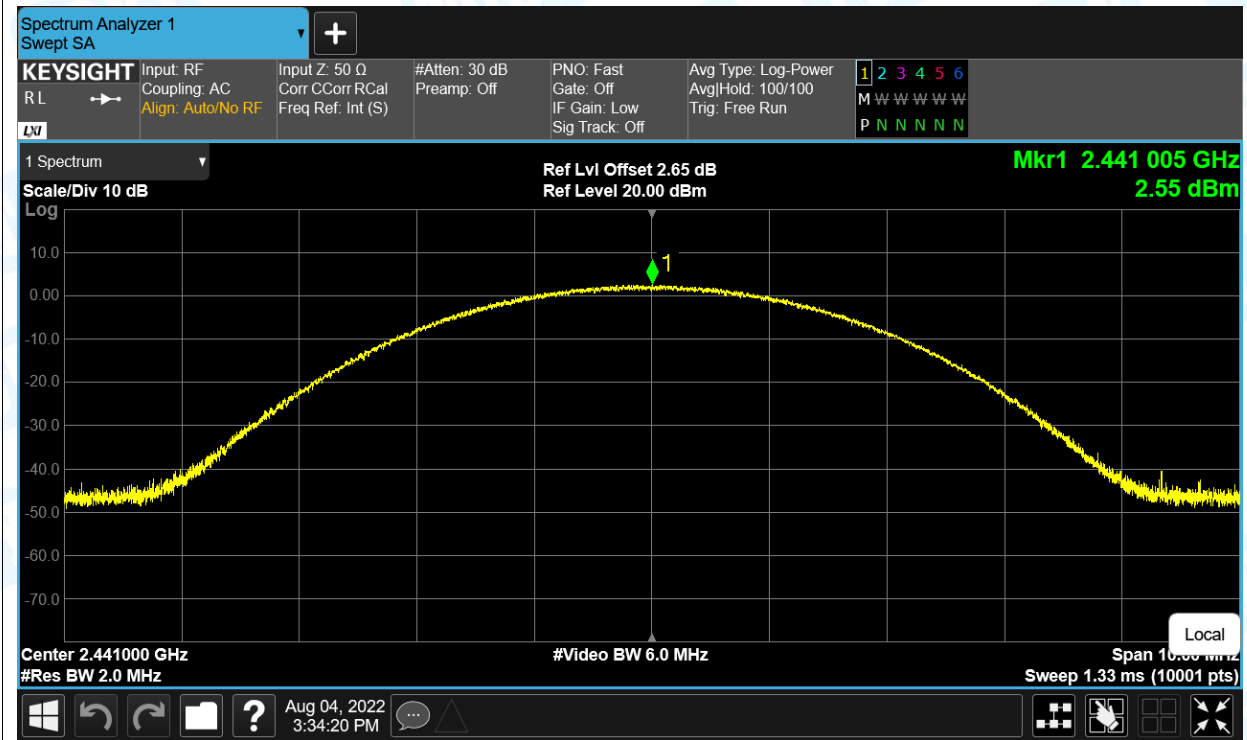 Spectrum Analyzer 1
Swept SA
KEYSIGHT
R L
LXI
Input: RF
Coupling: AC
Align: Auto/No RF
Input Z: 50 Ω
Corr CCorr RCal
Freq Ref: Int (S)
#Atten: 30 dB
Preamp: Off
PNO: Fast
Gate: Off
IF Gain: Low
Sig Track: Off
Avg Type: Log-Power
Avg|Hold: 100/100
Trig: Free Run
1 2 3 4 5 6
M W W W W W
P N N N N N
1 Spectrum
Scale/Div 10 dB
Log
Ref Lvl Offset 2.65 dB
Ref Level 20.00 dBm
Mkr1 2.441 005 GHz
2.55 dBm
1
10.0
0.00
-10.0
-20.0
-30.0
-40.0
-50.0
-60.0
-70.0
Local
Center 2.441000 GHz
#Video BW 6.0 MHz
Span 10.00 MHz
#Res BW 2.0 MHz
Sweep 1.33 ms (10001 pts)
?
Aug 04, 2022
3:34:20 PM